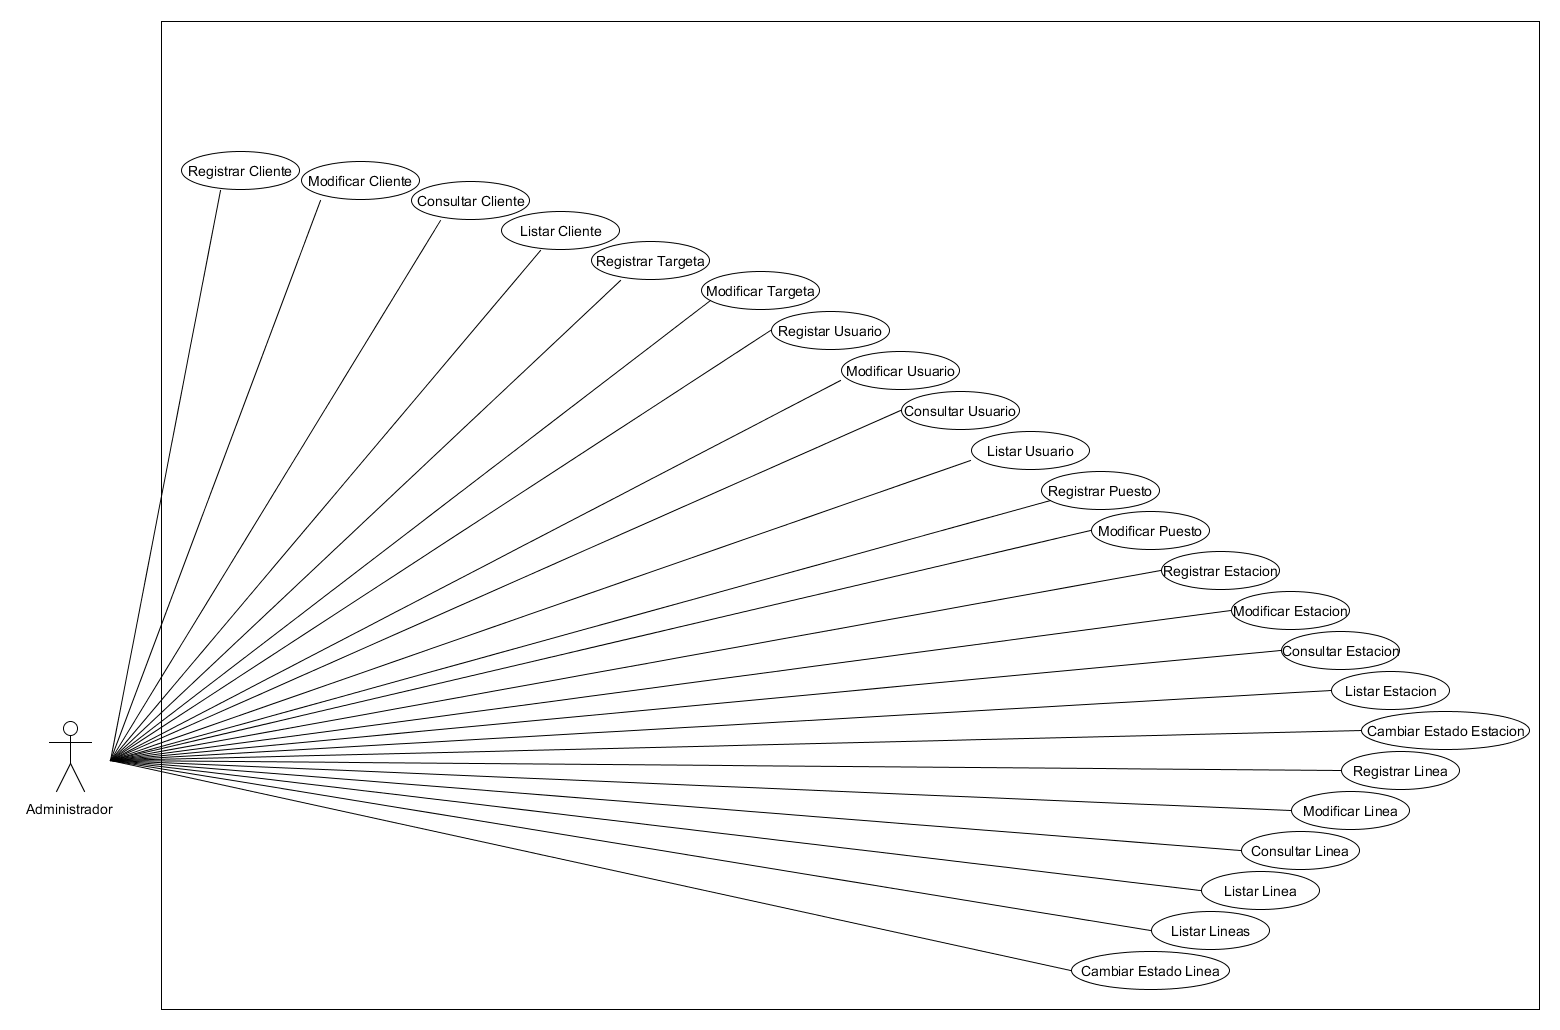 Registrar Cliente
Modificar Cliente
Consultar Cliente
Listar Cliente
Registrar Targeta
Modificar Targeta
Registar Usuario
Modificar Usuario
Consultar Usuario
Listar Usuario
Registrar Puesto
Modificar Puesto
Registrar Estacion
Modificar Estacion
Consultar Estacion
Listar Estacion
Cambiar Estado Estacion
Registrar Linea
Modificar Linea
Administrador
Consultar Linea
Listar Linea
Listar Lineas
Cambiar Estado Linea